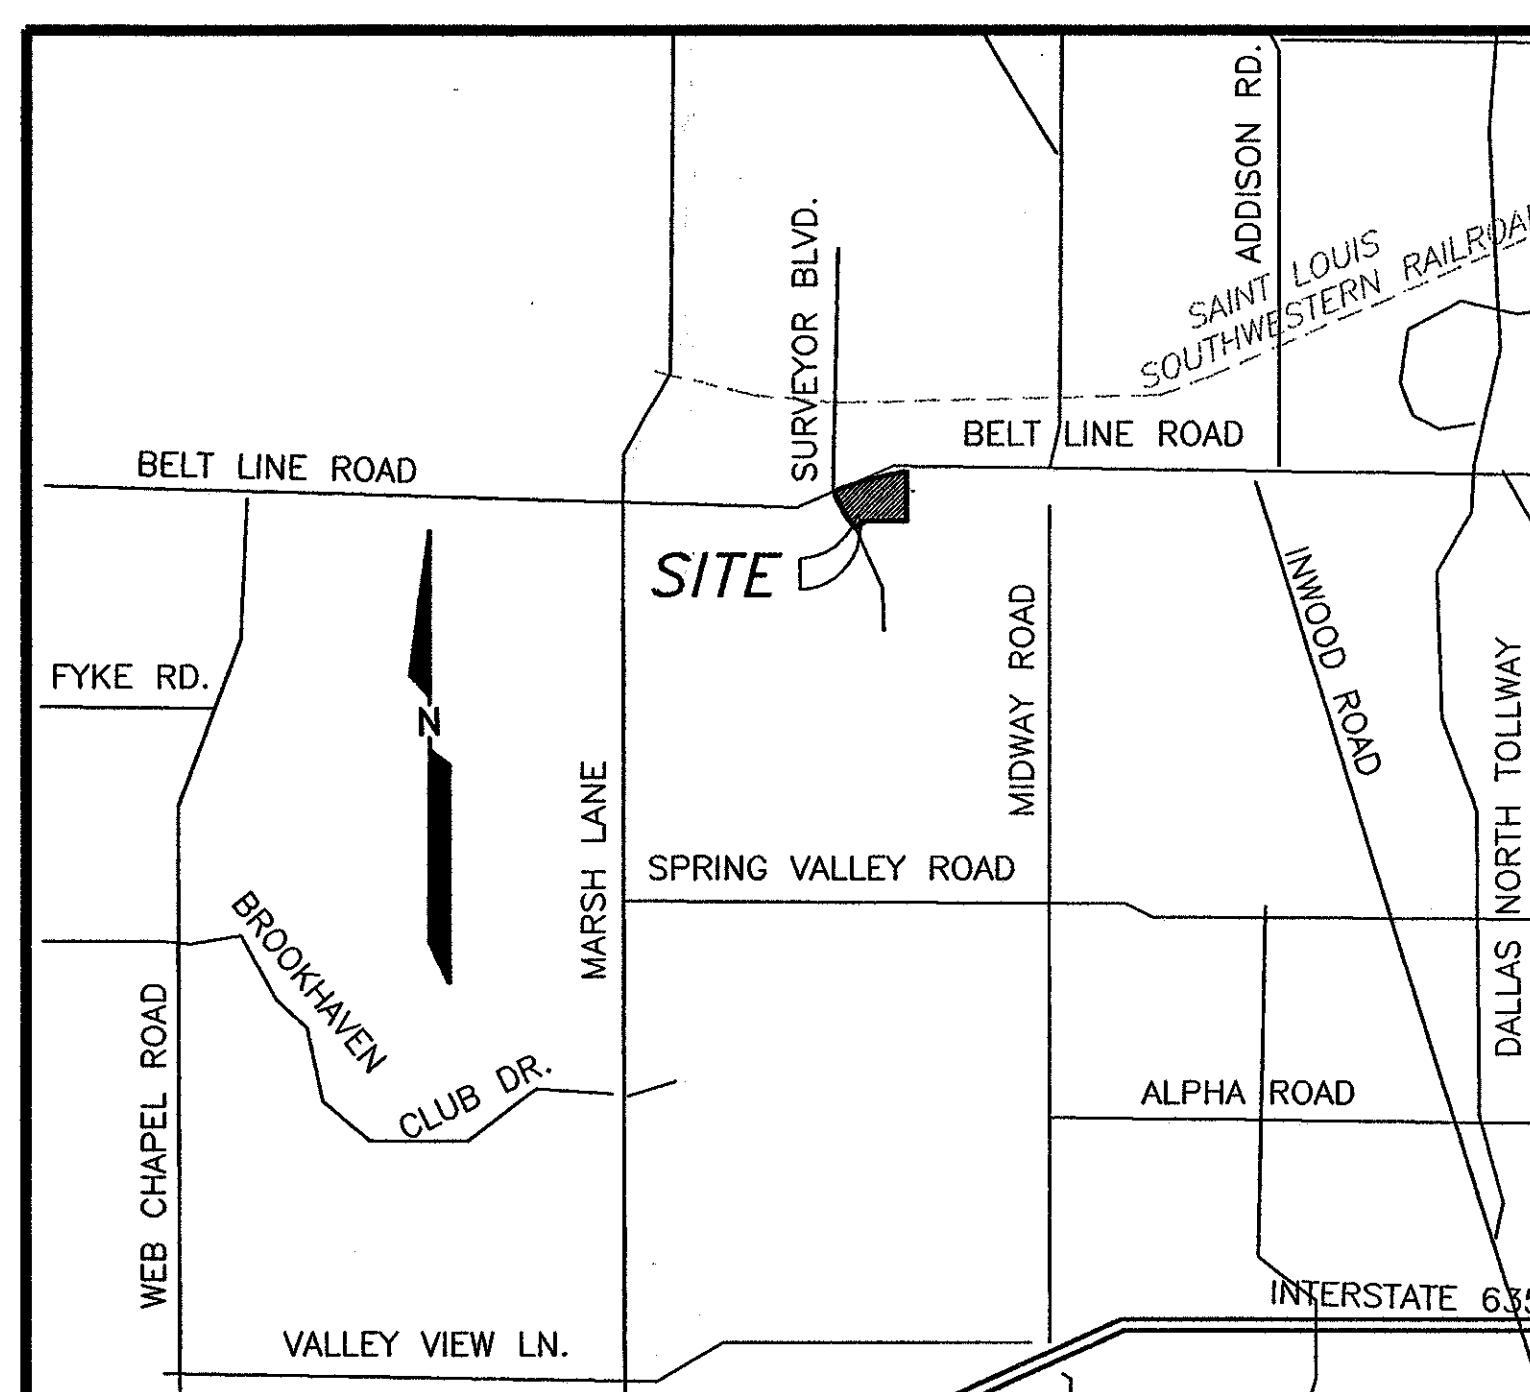 ADDISON RD.
SURVEYOR BLVD.
SAINT LOUIS
SOUTHWESTERN RAILROAD
BELT LINE ROAD
BELT LINE ROAD
SITE
FYKE RD.
N
MIDWAY ROAD
INWOOD ROAD
DALLAS NORTH TOLLWAY
MARSH LANE
SPRING VALLEY ROAD
BROOKHAVEN
CLUB DR.
WEB CHAPEL ROAD
ALPHA ROAD
INTERSTATE 635
VALLEY VIEW LN.